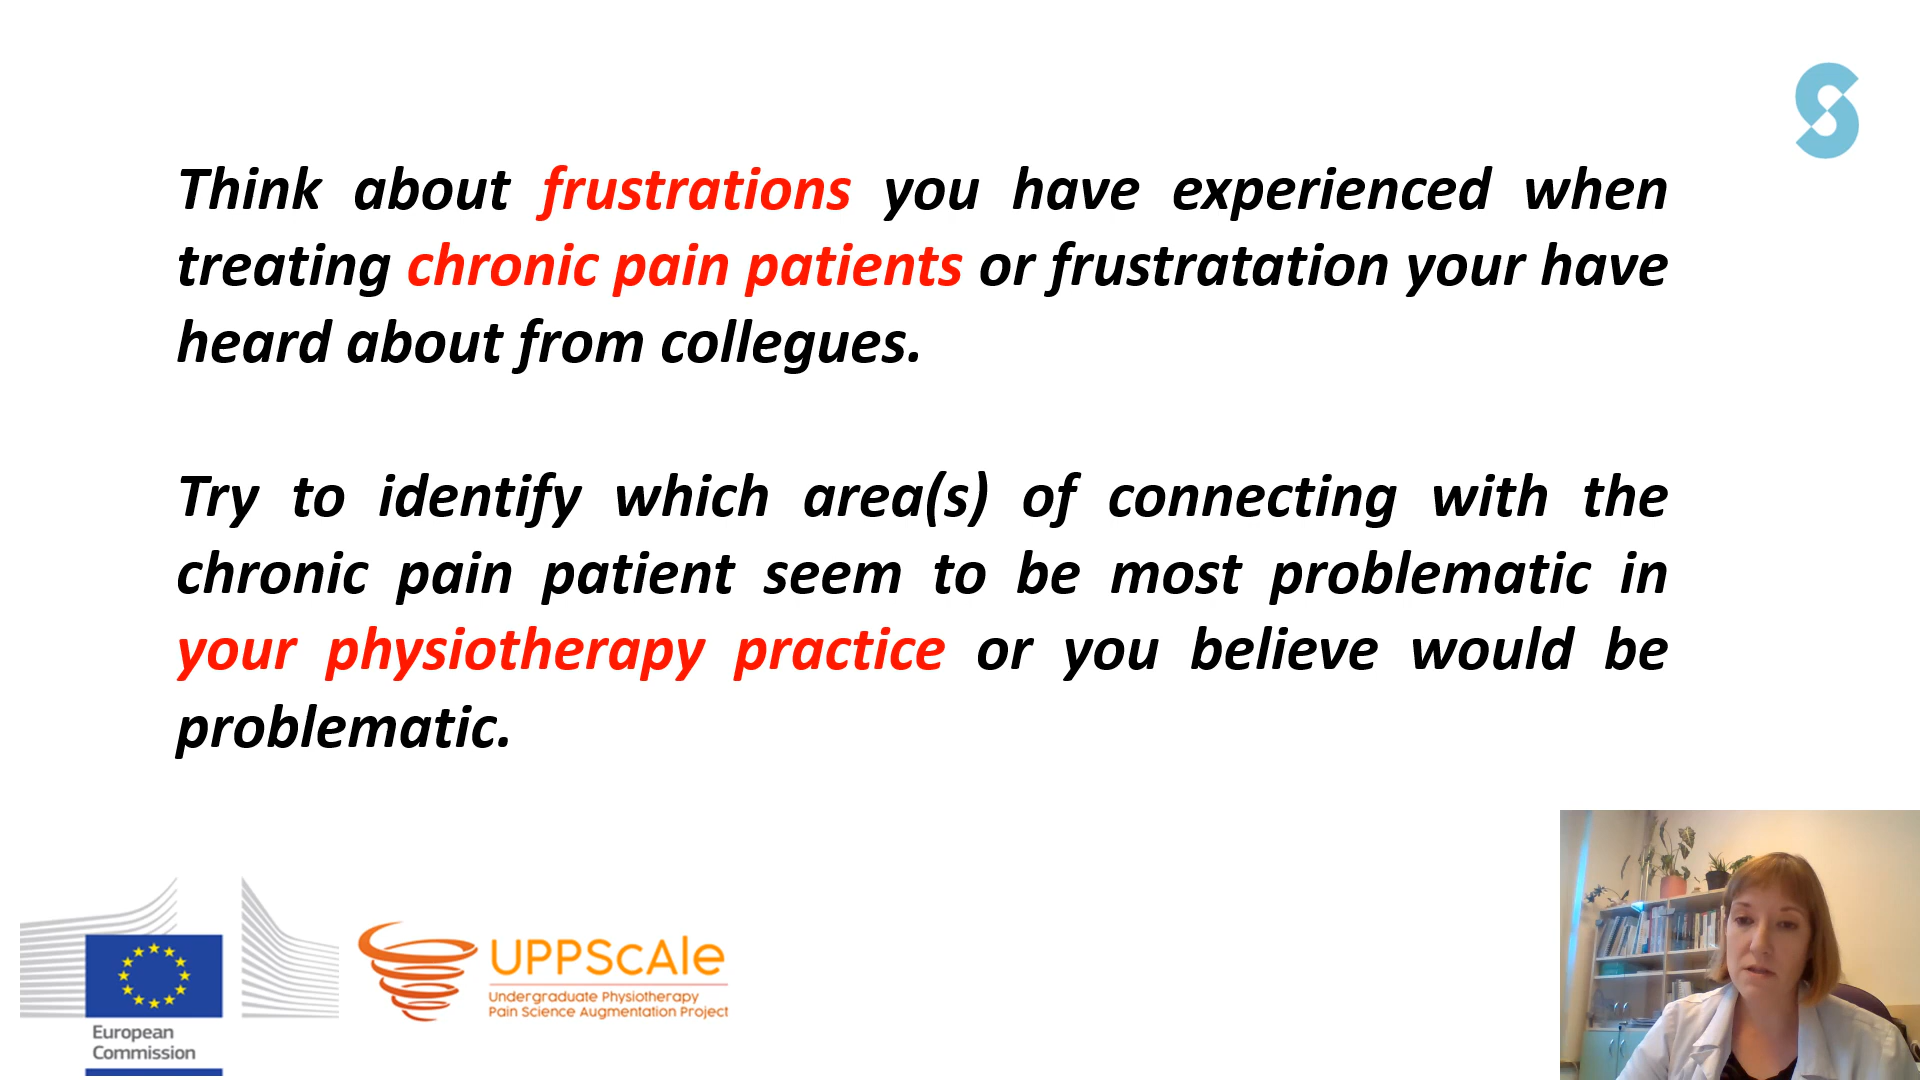 Think about frustrations you have experienced when
treating chronic pain patients or frustratation your have
heard about from collegues.
Try to identify which area(s) of connecting with the
chronic pain patient seem to be most problematic in
your physiotherapy practice or you believe would be
problematic.
European
Commission
UPPScAle
Undergraduate Physiotherapy
Pain Science Augmentation Project